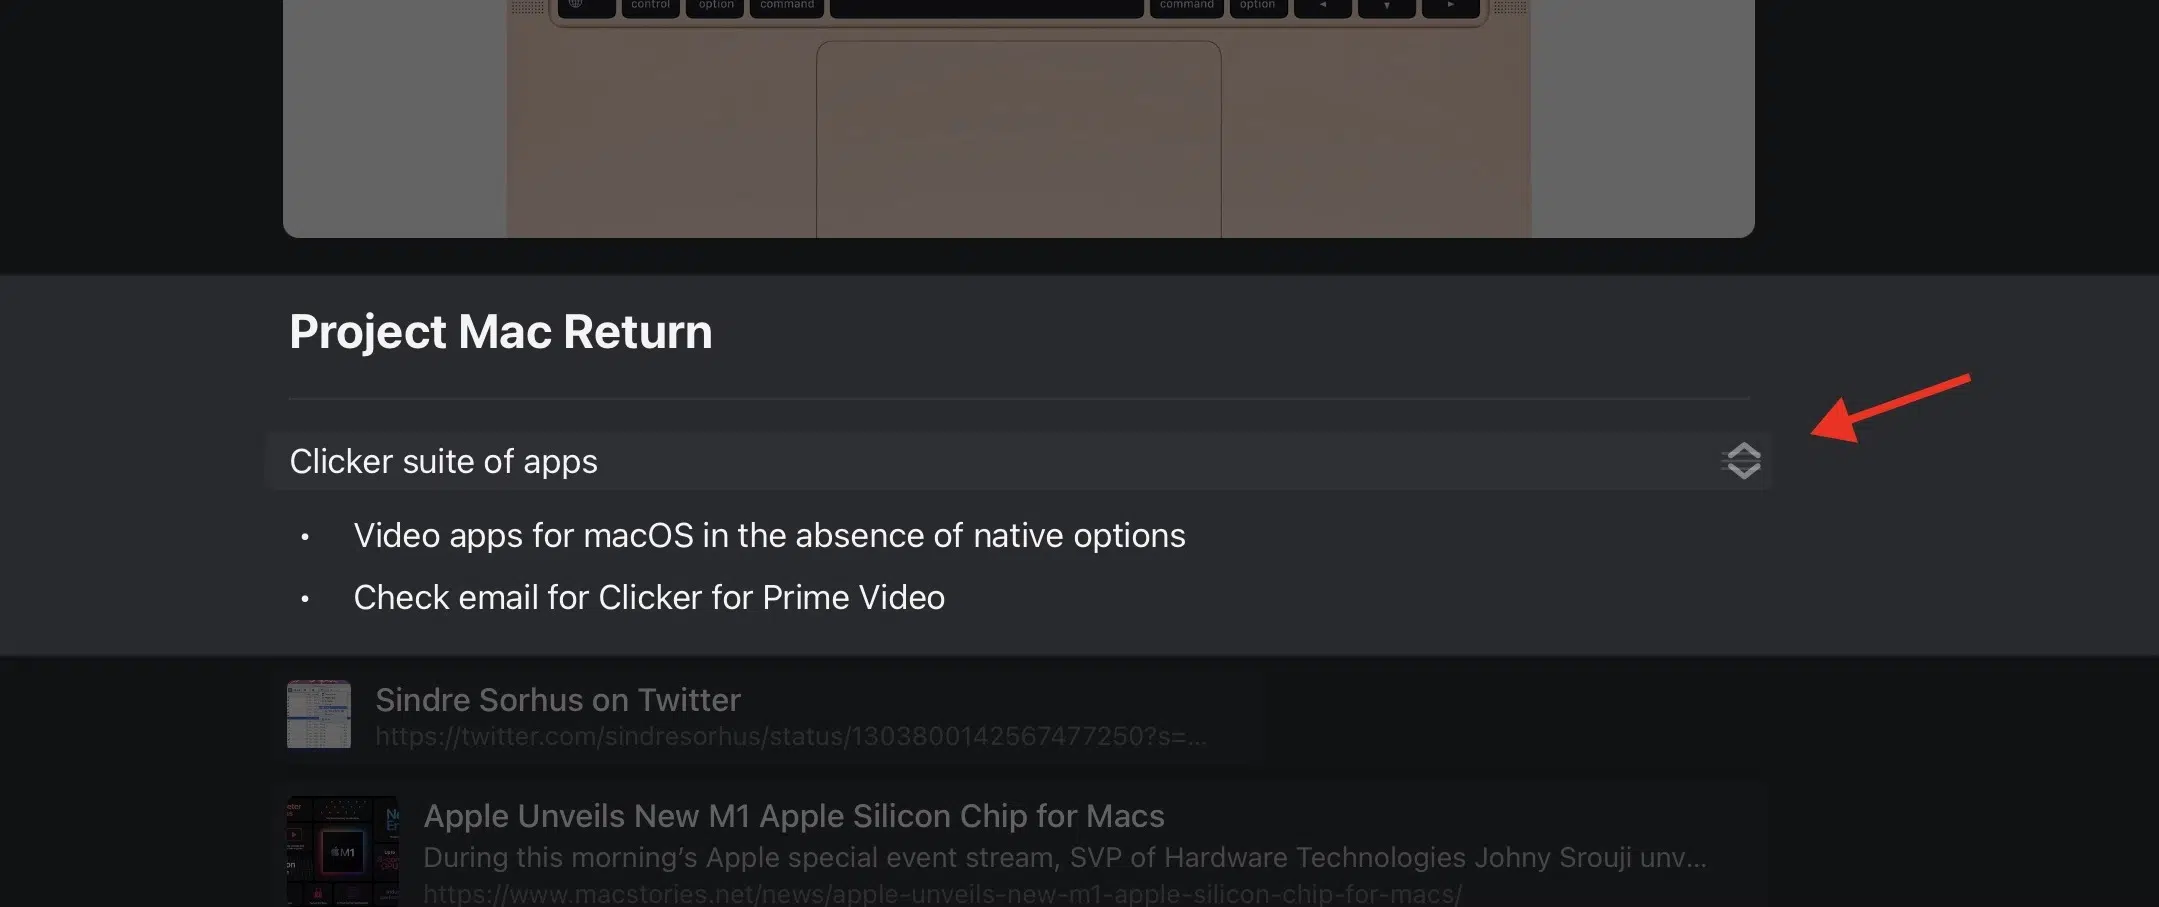 control option command command option
Project Mac Return
Clicker suite of apps
• Video apps for macOS in the absence of native options
• Check email for Clicker for Prime Video
Sindre Sorhus on Twitter
https://twitter.com/sindresorhus/status/1303800142567477250?s=...
Apple Unveils New M1 Apple Silicon Chip for Macs
During this morning’s Apple special event stream, SVP of Hardware Technologies Johny Srouji unv...
M1
https://www.macstories.net/news/apple-unveils-new-m1-apple-silicon-chip-for-macs/